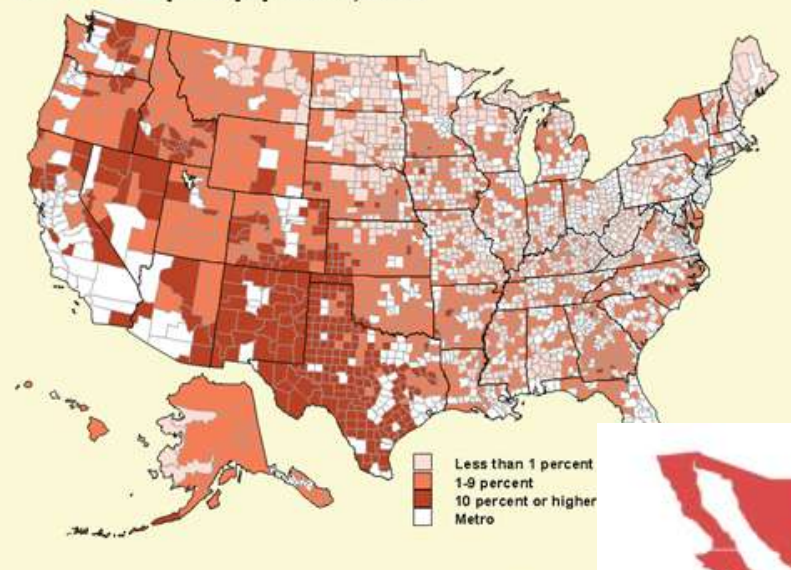 Less than 1 percent
1-9 percent
10 percent or higher
Metro